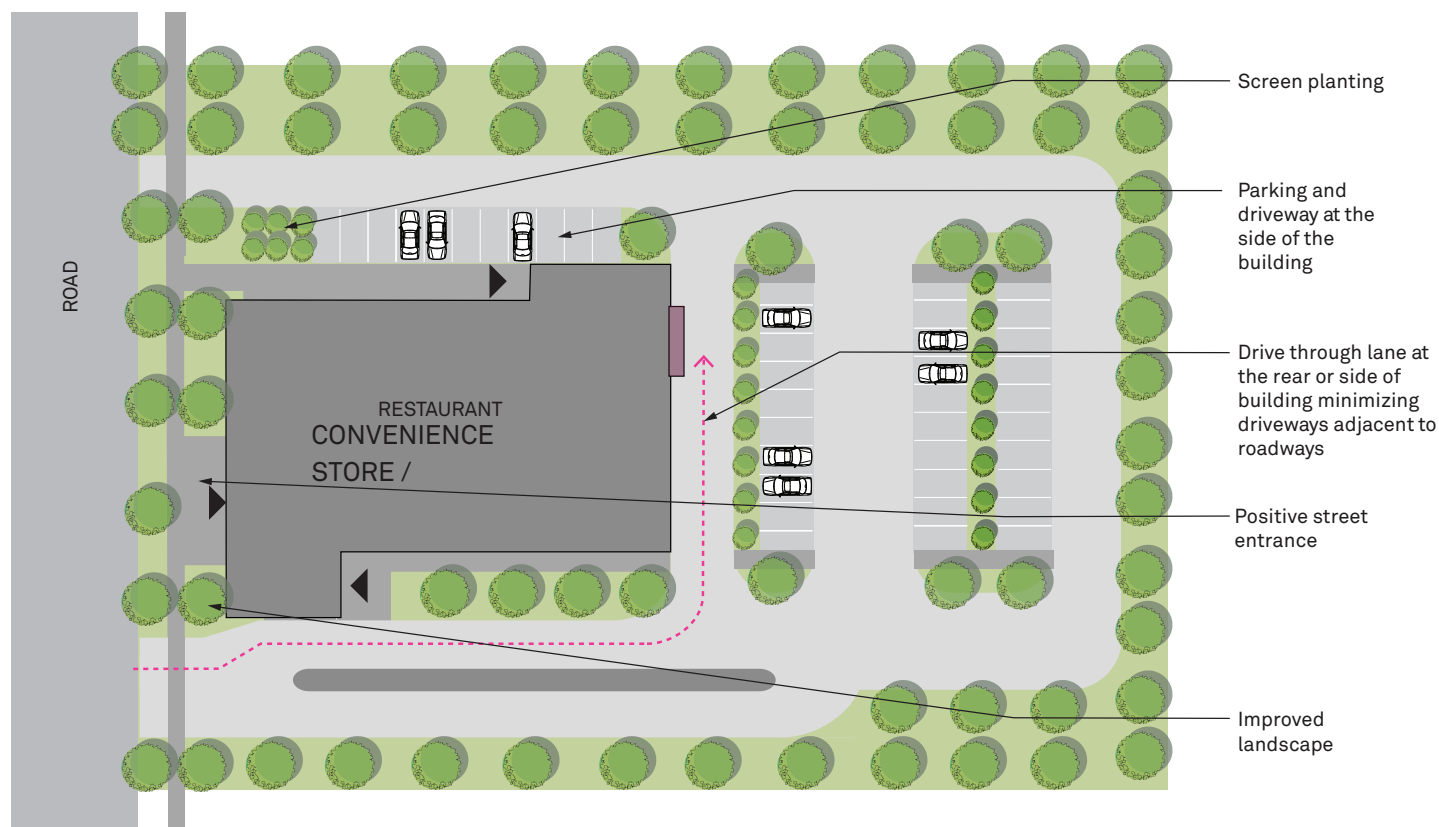 ROAD
RESTAURANT
CONVENIENCE
STORE /
Screen planting
Parking and
driveway at the
side of the
building
Drive through lane at
the rear or side of
building minimizing
driveways adjacent to
roadways
Positive street
entrance
Improved
landscape